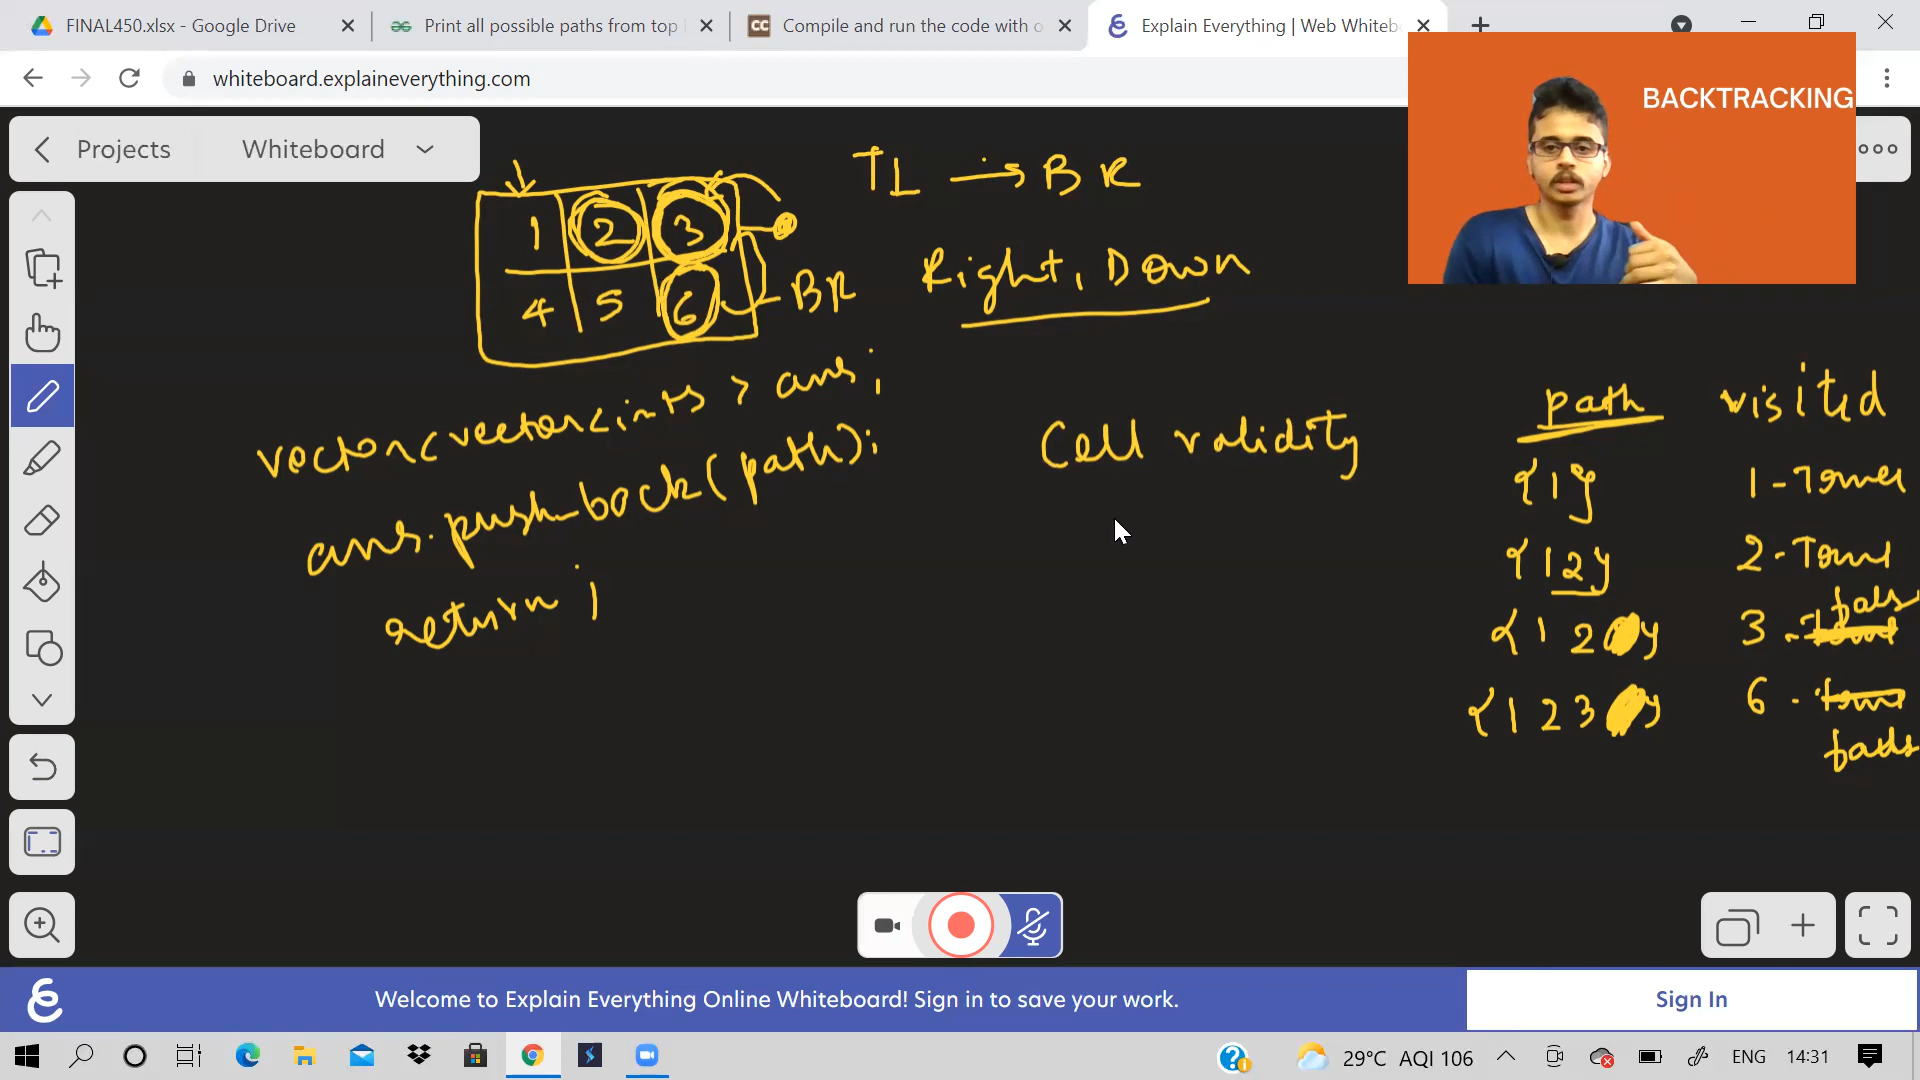 FINAL450.xlsx - Google Drive
Print all possible paths from top
Compile and run the code with o
Explain Everything | Web Whiteb
whiteboard.explaineverything.com
BACKTRACKING
Projects
Whiteboard
TL → BR
1 2 3
4 5 6
BR
Right, Down
vector<vector<int>> ans;
ans.push_back(path);
return;
Cell validity
path visited
{1} 1 - True
{12} 2 - True
{1 2 } 3 - False
{1 2 3 } 6 - False
Welcome to Explain Everything Online Whiteboard! Sign in to save your work.
Sign In
29°C AQI 106
ENG
14:31